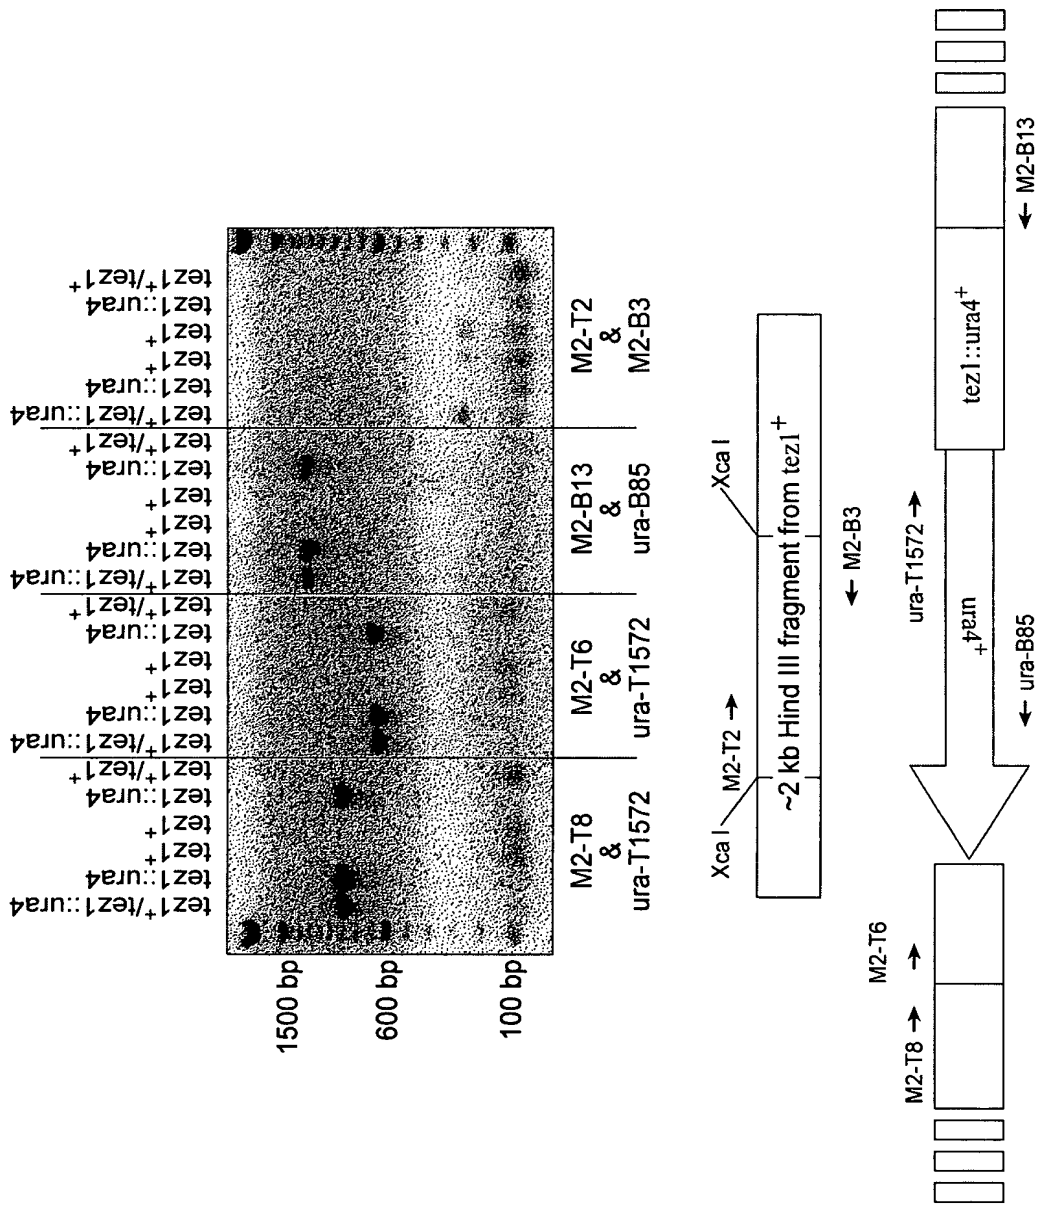 tez1⁺/tez1::ura4
tez1::ura4
tez1⁺
tez1⁺
tez1::ura4
tez1⁺/tez1⁺
tez1⁺/tez1::ura4
tez1::ura4
tez1⁺
tez1⁺
tez1::ura4
tez1⁺/tez1⁺
tez1⁺/tez1::ura4
tez1::ura4
tez1⁺
tez1⁺
tez1::ura4
tez1⁺/tez1⁺
tez1⁺/tez1::ura4
tez1::ura4
tez1⁺
tez1⁺
tez1::ura4
tez1⁺/tez1⁺
1500 bp
600 bp
100 bp
M2-T8
&
ura-T1572
M2-T6
&
ura-T1572
M2-B13
&
ura-B85
M2-T2
&
M2-B3
Xca I
M2-T2
Xca I
~2 kb Hind III fragment from tez1⁺
M2-B3
M2-T8
M2-T6
ura-T1572
ura4⁺
tez1::ura4⁺
ura-B85
M2-B13